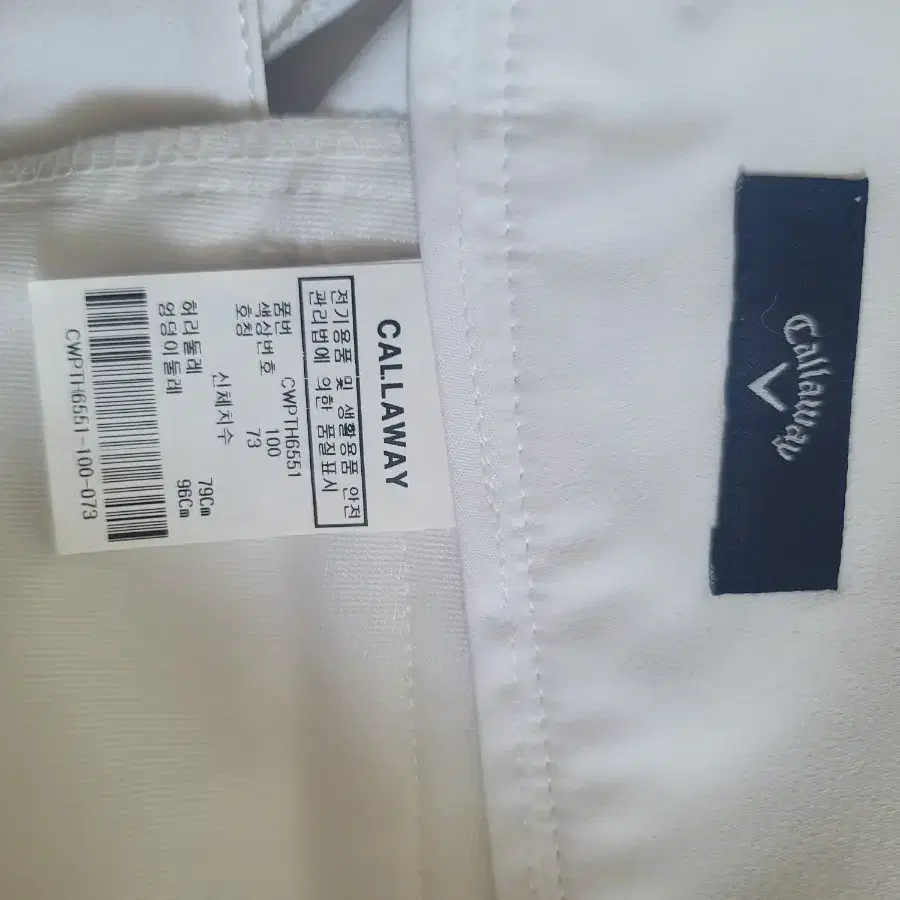 CALLAWAY
전기용품 및 생활용품 안전
관리법에 의한 품질표시
품번 CWPTH6551
색상번호 100
호칭 73
신체치수
허리둘레 79Cm
엉덩이둘레 96Cm
CWPTH6551-100-073
Callaway